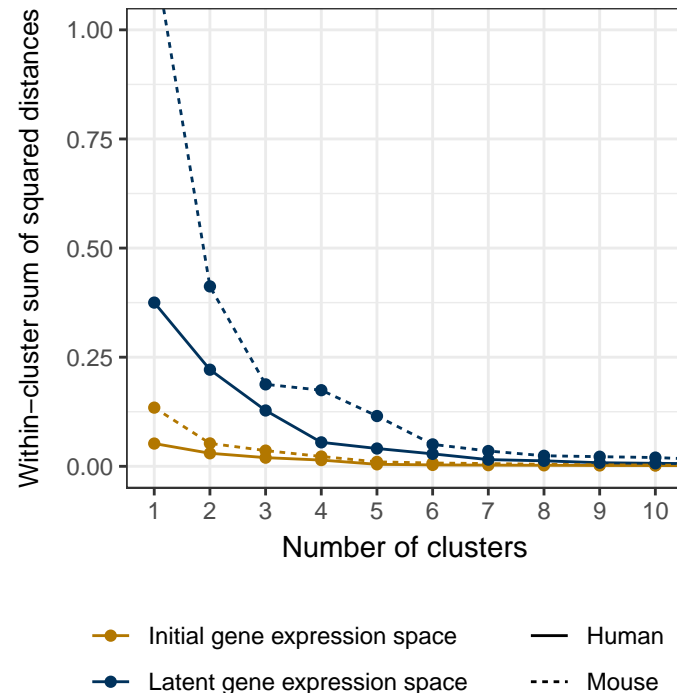 Within−cluster sum of squared distances
1.00
0.75
0.50
0.25
0.00
1 2 3 4 5 6 7 8 9 10
Number of clusters
Initial gene expression space
Human
Latent gene expression space
Mouse